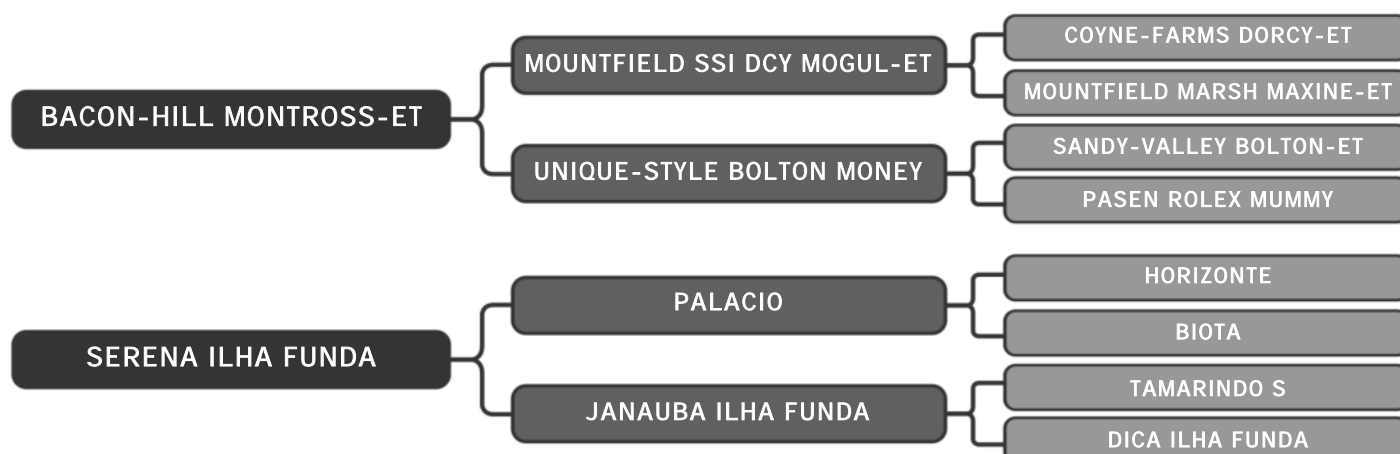 COYNE-FARMS DORCY-ET
MOUNTFIELD SSI DCY MOGUL-ET
MOUNTFIELD MARSH MAXINE-ET
BACON-HILL MONTROSS-ET
SANDY-VALLEY BOLTON-ET
UNIQUE-STYLE BOLTON MONEY
PASEN ROLEX MUMMY
HORIZONTE
PALACIO
BIOTA
SERENA ILHA FUNDA
TAMARINDO S
JANAUBA ILHA FUNDA
DICA ILHA FUNDA